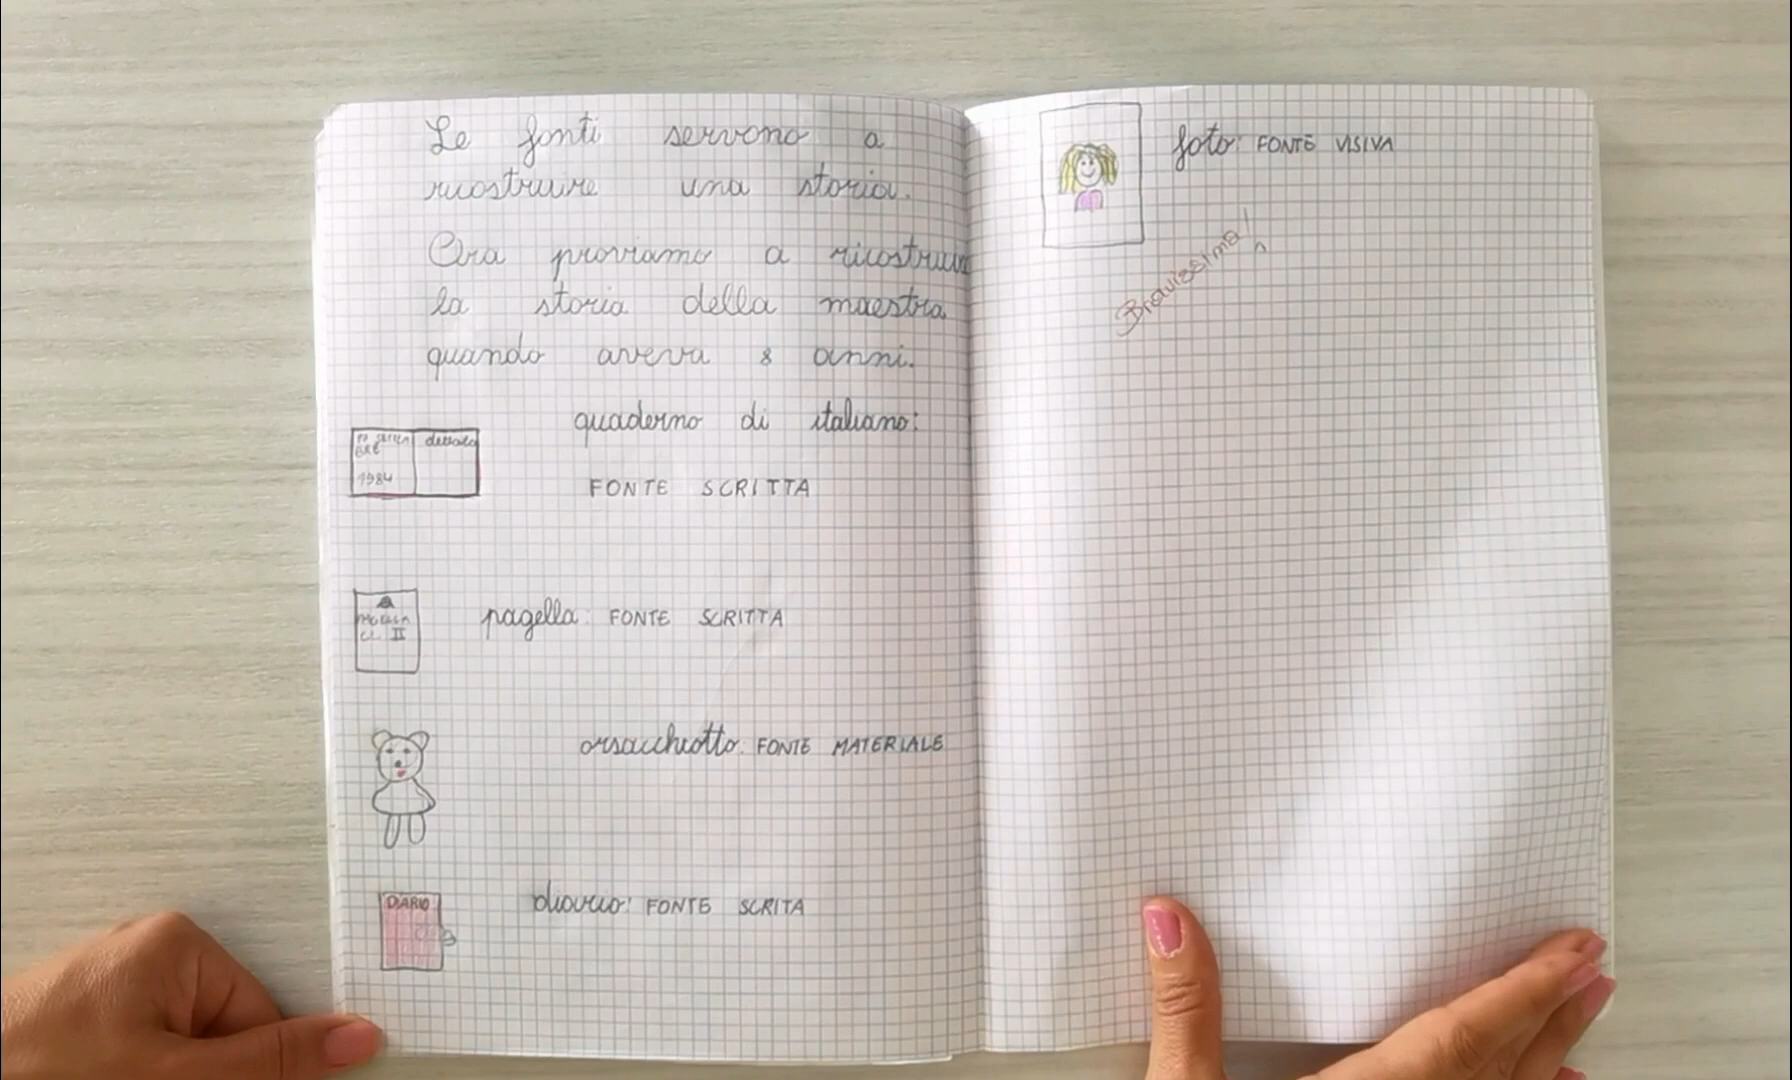 Le fonti servono a
ricostruire una storia.
Ora proviamo a ricostruire
la storia della maestra
quando aveva 8 anni.
quaderno di italiano:
dettato
1984
FONTE SCRITTA
CL II
pagella: FONTE SCRITTA
orsacchiotto: FONTE MATERIALE
DIARIO
diario: FONTE SCRITA
foto: FONTE VISIVA
Bravissima!